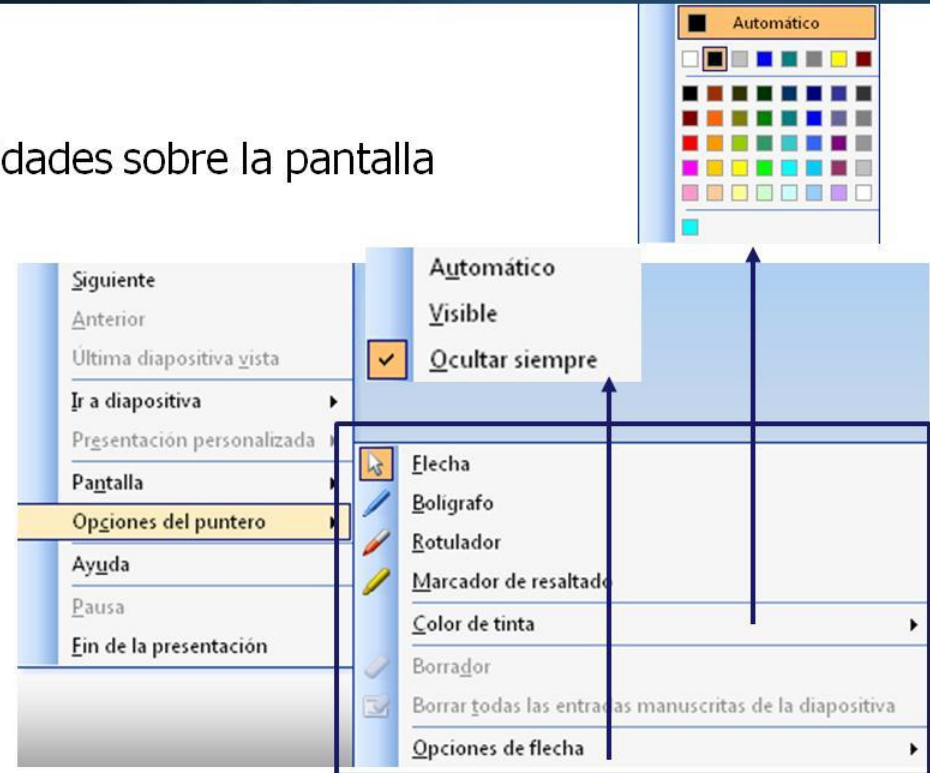 Automático
dades sobre la pantalla
Siguiente
Anterior
Última diapositiva vista
Ir a diapositiva
Presentación personalizada
Pantalla
Opciones del puntero
Ayuda
Pausa
Fin de la presentación
Automático
Visible
Ocultar siempre
Flecha
Bolígrafo
Rotulador
Marcador de resaltado
Color de tinta
Borrador
Borrar todas las entradas manuscritas de la diapositiva
Opciones de flecha